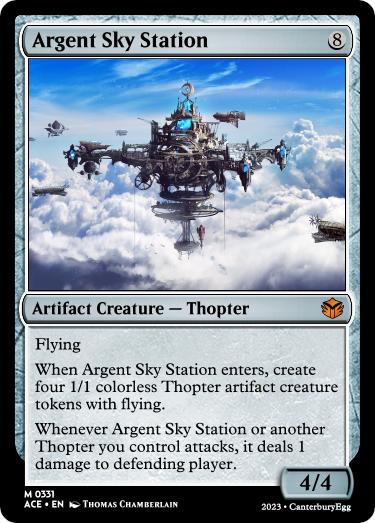 Argent Sky Station 8
Artifact Creature — Thopter
Flying
When Argent Sky Station enters, create
four 1/1 colorless Thopter artifact creature
tokens with flying.
Whenever Argent Sky Station or another
Thopter you control attacks, it deals 1
damage to defending player.
4/4
M 0331
ACE • EN Thomas Chamberlain
2023 • CanterburyEgg